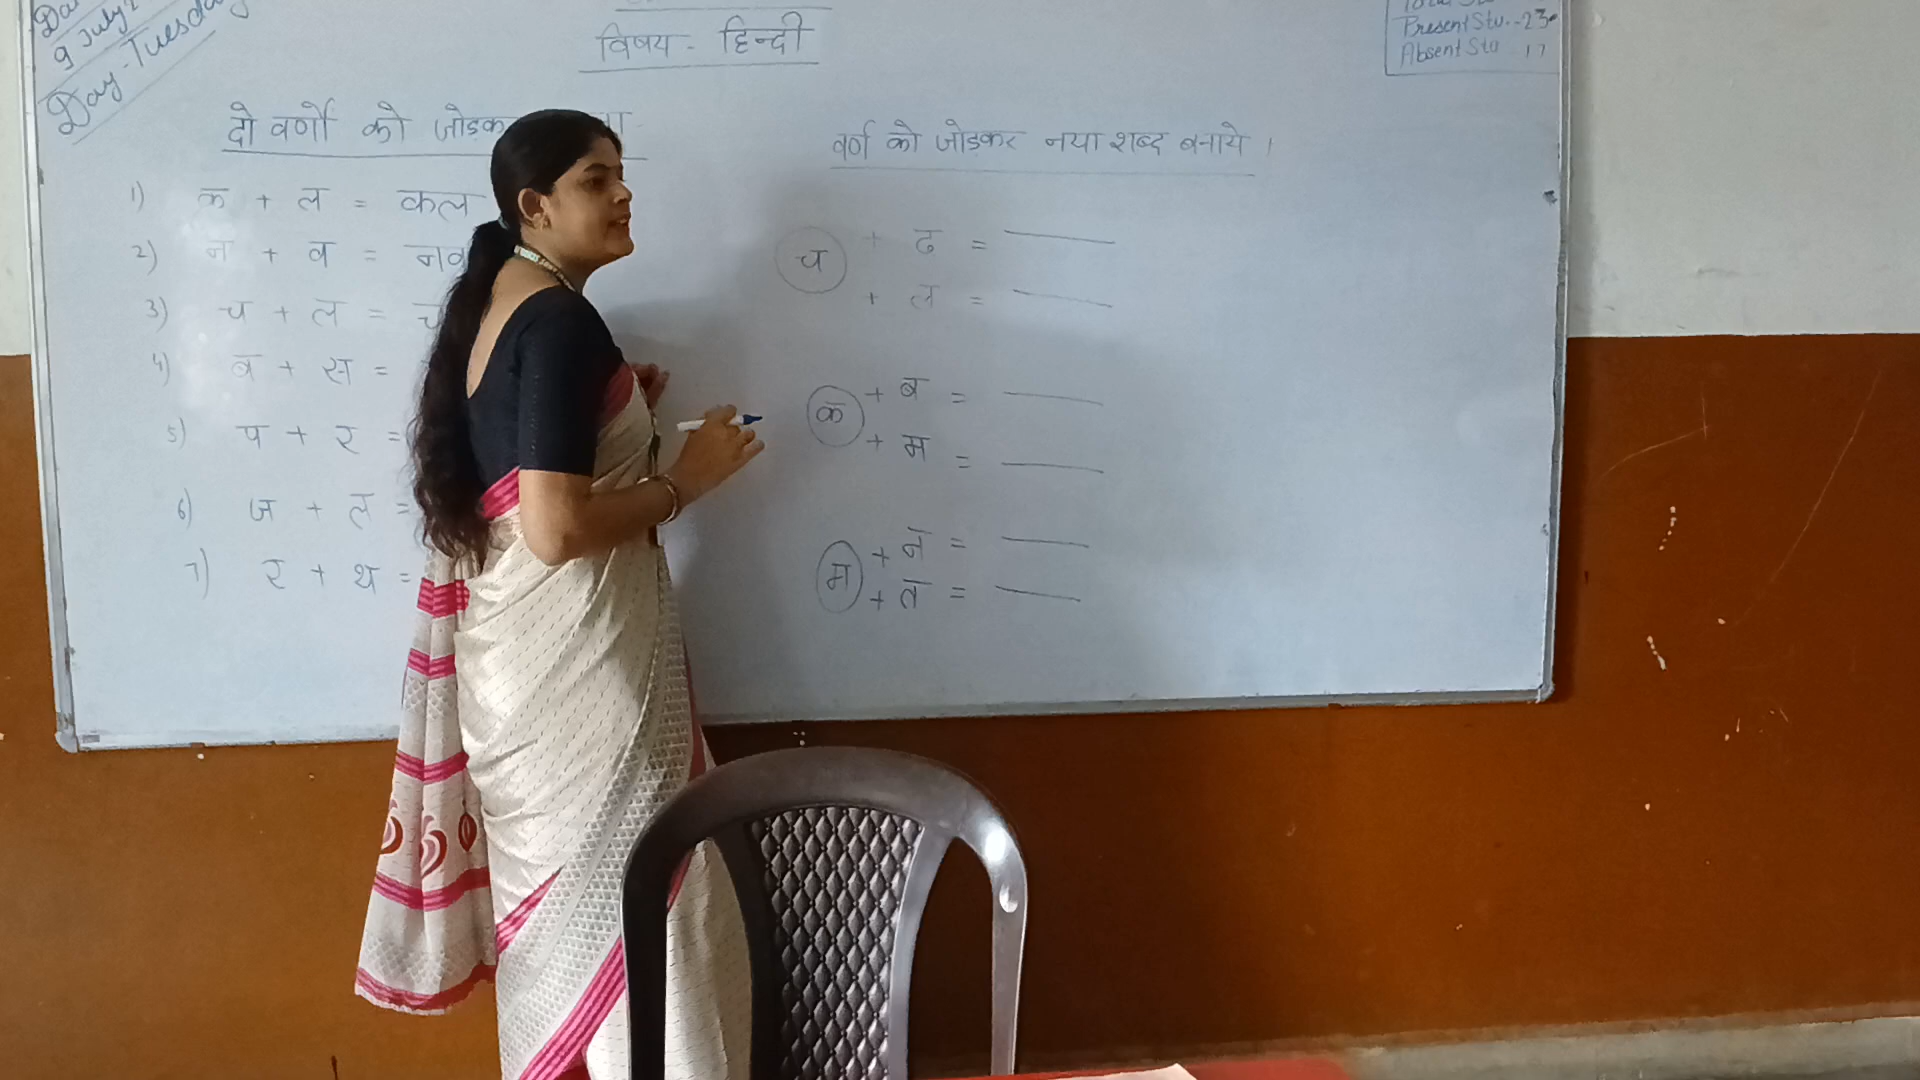 9 July
Day - Tuesday
विषय - हिन्दी
Present Stu. - 23
Absent Stu 17
दो वर्णों को
1) क + ल = कल
2) न + व = नव
3) च + ल = च
4) ब + स =
5) प + र =
6) ज + ल =
7) र + थ =
वर्ण को जोड़कर नया शब्द बनाये ।
च + ढ =
+ ल =
क + ब =
+ म =
म + न =
+ त =